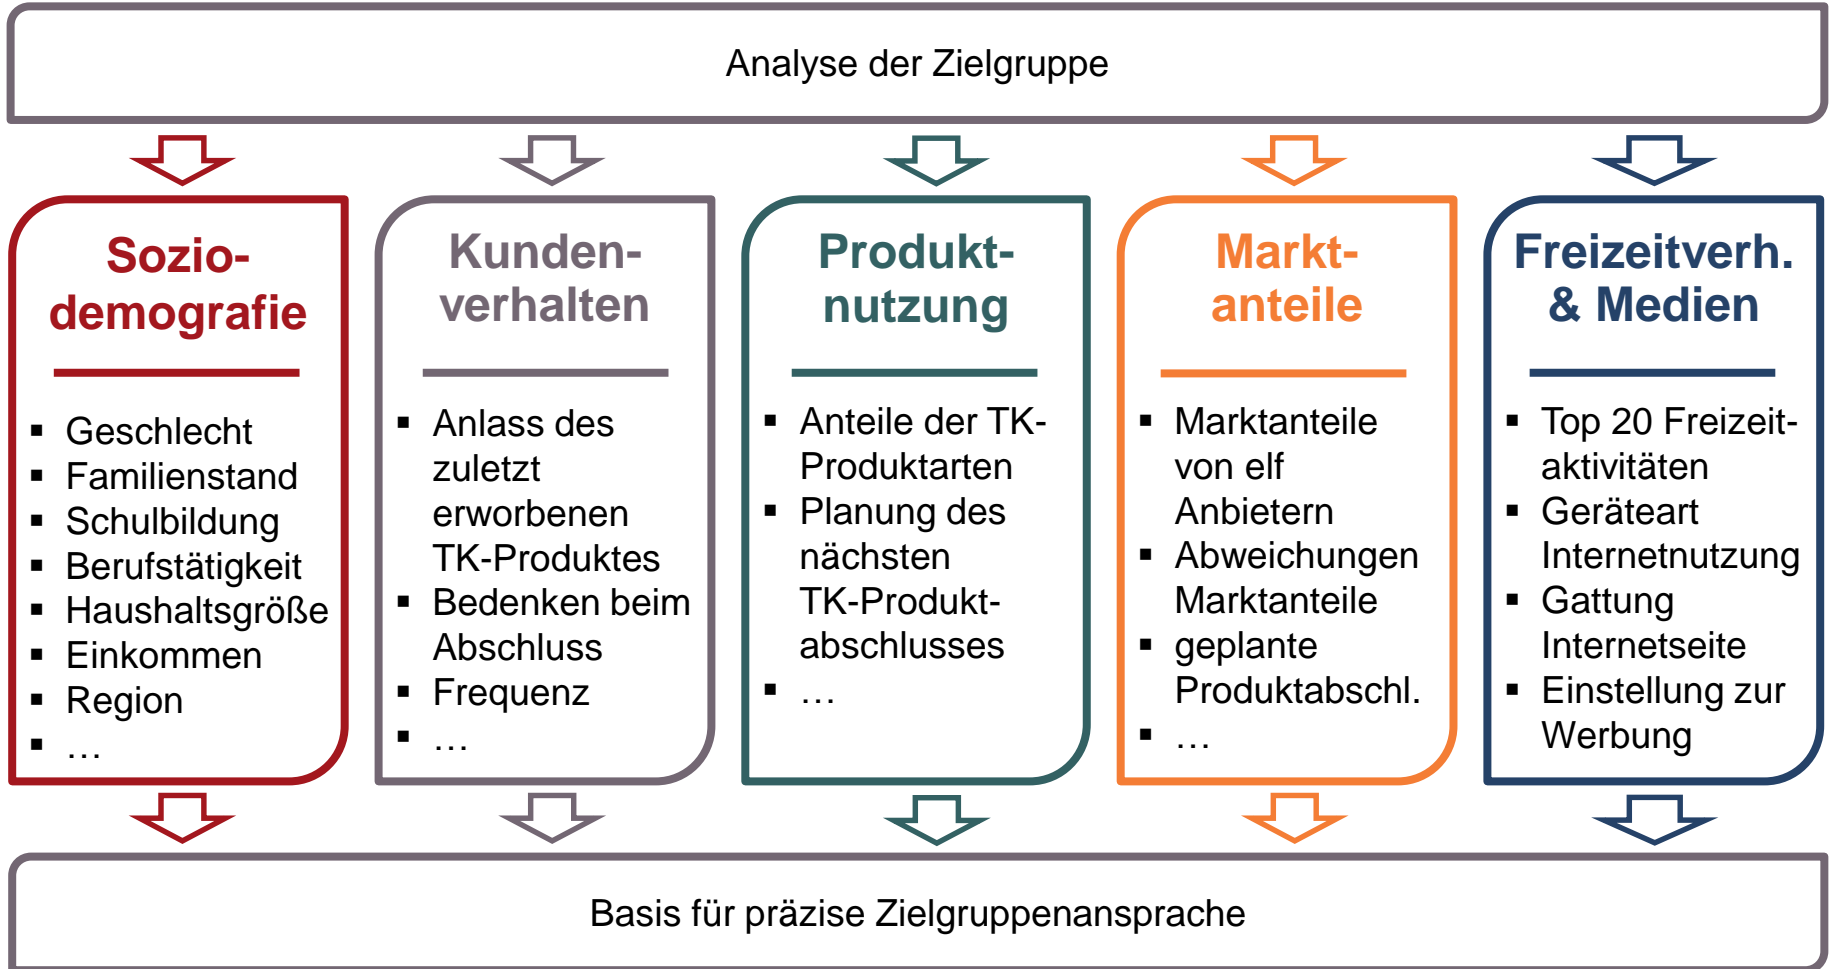 Analyse der Zielgruppe
Sozio-
demografie
▪ Geschlecht
▪ Familienstand
▪ Schulbildung
▪ Berufstätigkeit
▪ Haushaltsgröße
▪ Einkommen
▪ Region
▪ …
Kunden-
verhalten
▪ Anlass des
zuletzt
erworbenen
TK-Produktes
▪ Bedenken beim
Abschluss
▪ Frequenz
▪ …
Produkt-
nutzung
▪ Anteile der TK-
Produktarten
▪ Planung des
nächsten
TK-Produkt-
abschlusses
▪ …
Markt-
anteile
▪ Marktanteile
von elf
Anbietern
▪ Abweichungen
Marktanteile
▪ geplante
Produktabschl.
▪ …
Freizeitverh.
& Medien
▪ Top 20 Freizeit-
aktivitäten
▪ Geräteart
Internetnutzung
▪ Gattung
Internetseite
▪ Einstellung zur
Werbung
Basis für präzise Zielgruppenansprache